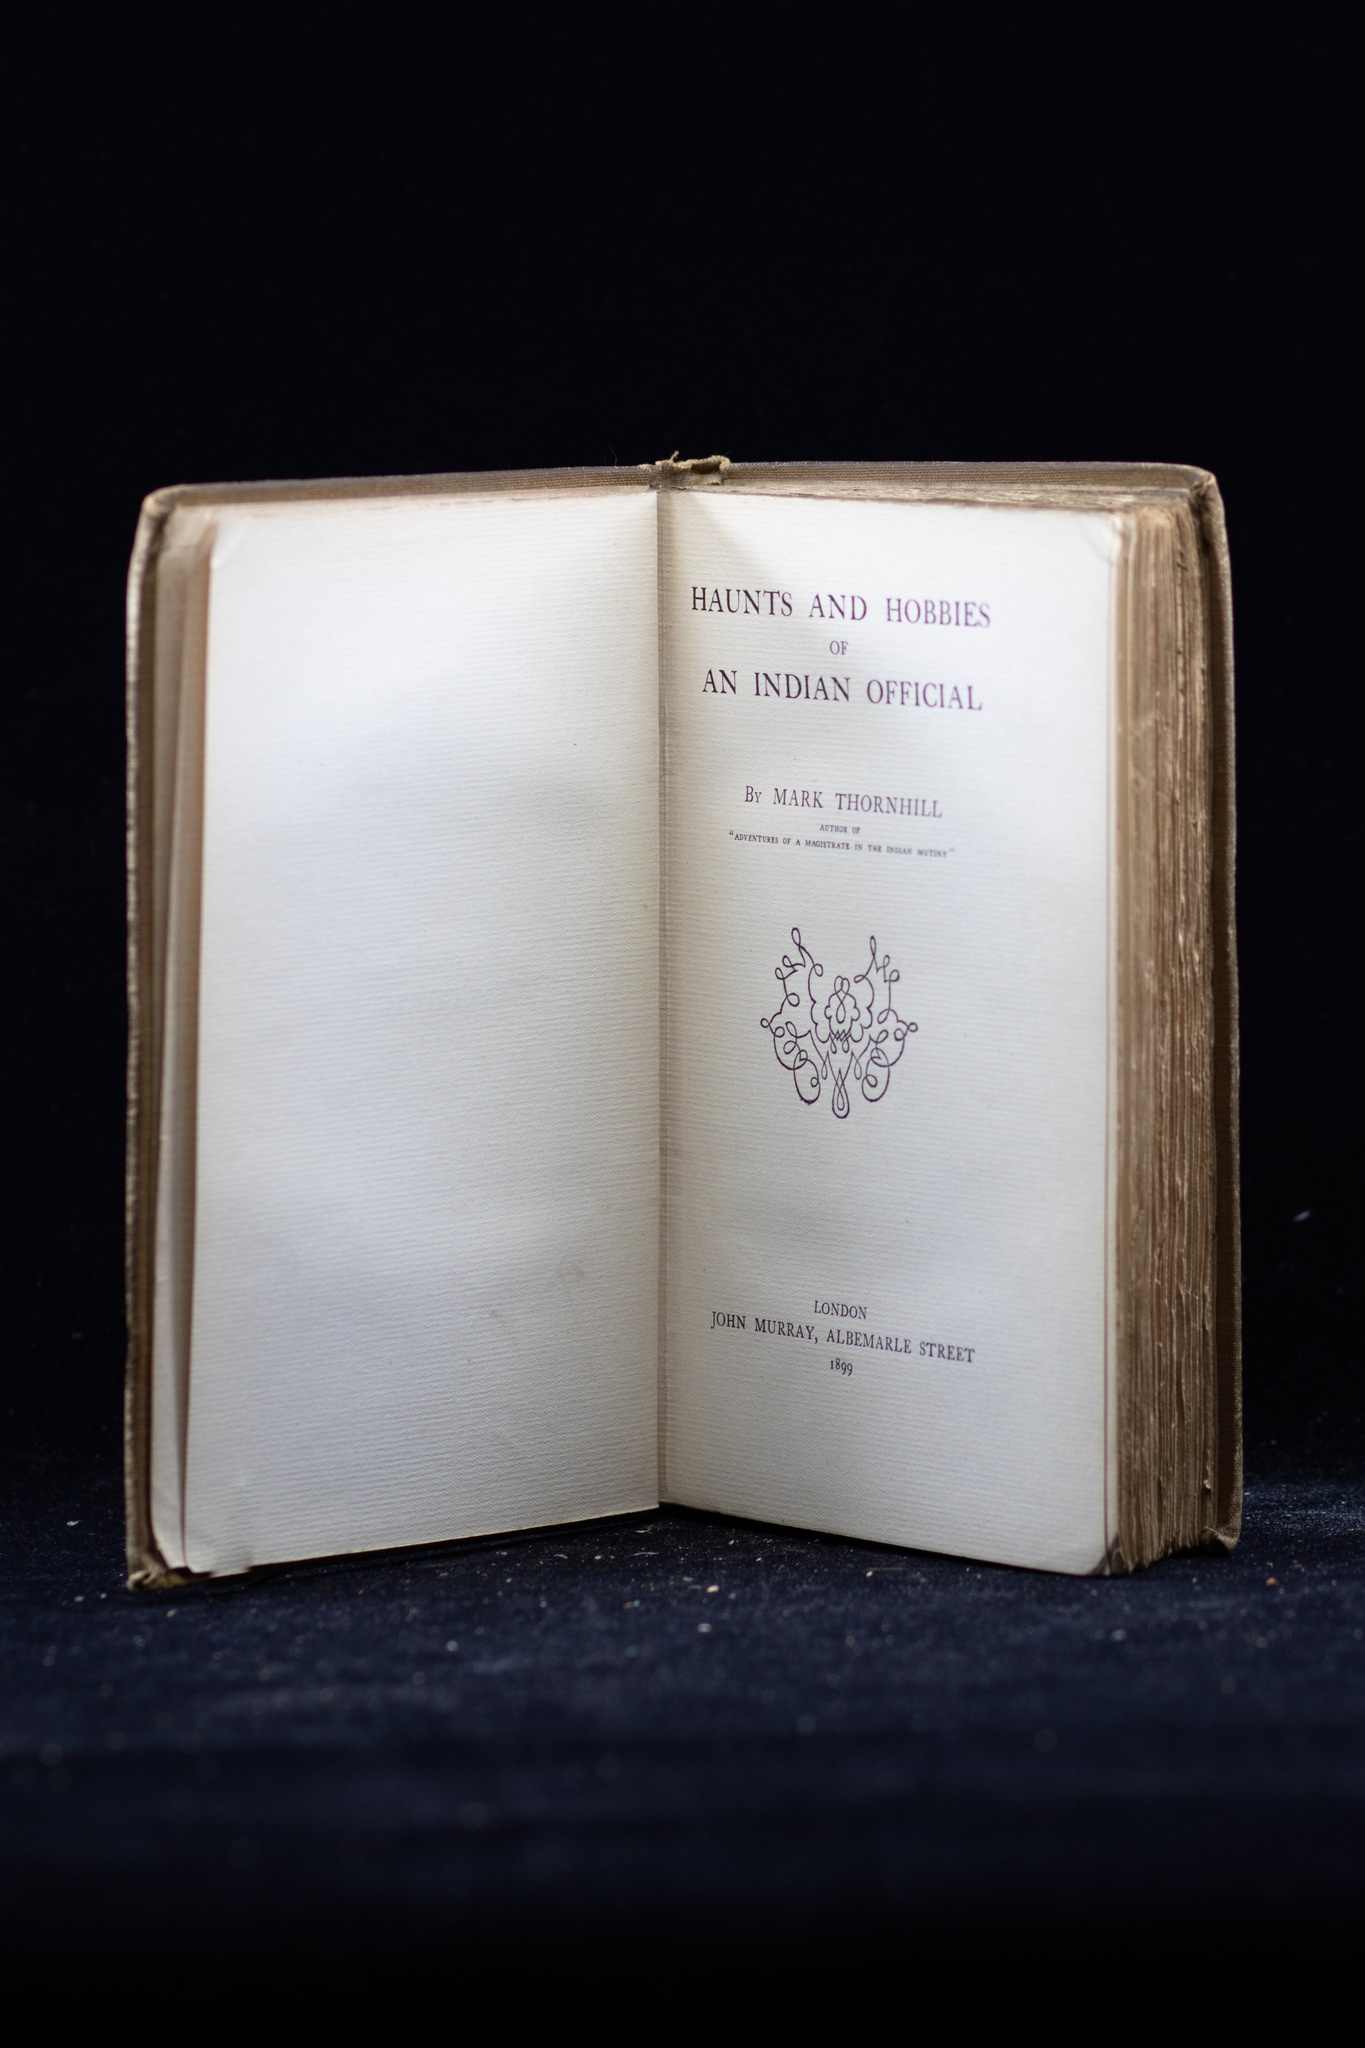 HAUNTS AND HOBBIES
OF
AN INDIAN OFFICIAL
By MARK THORNHILL
AUTHOR OF
"ADVENTURES OF A MAGISTRATE IN THE INDIAN MUTINY"
LONDON
JOHN MURRAY, ALBEMARLE STREET
1899